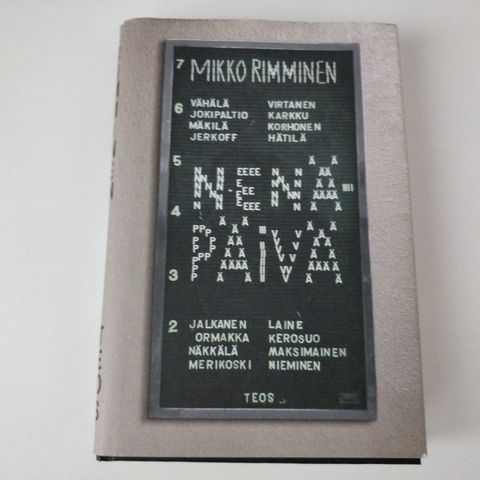 7 MIKKO RIMMINEN
6 VÄHÄLÄ VIRTANEN
JOKIPALTIO KARKKU
MÄKILÄ KORHONEN
JERKOFF HÄTILÄ
5
NENÄ-
4
PÄIVÄ
3
2 JALKANEN LAINE
ORMAKKA KEROSUO
NÄKKÄLÄ MAKSIMAINEN
MERIKOSKI NIEMINEN
TEOS